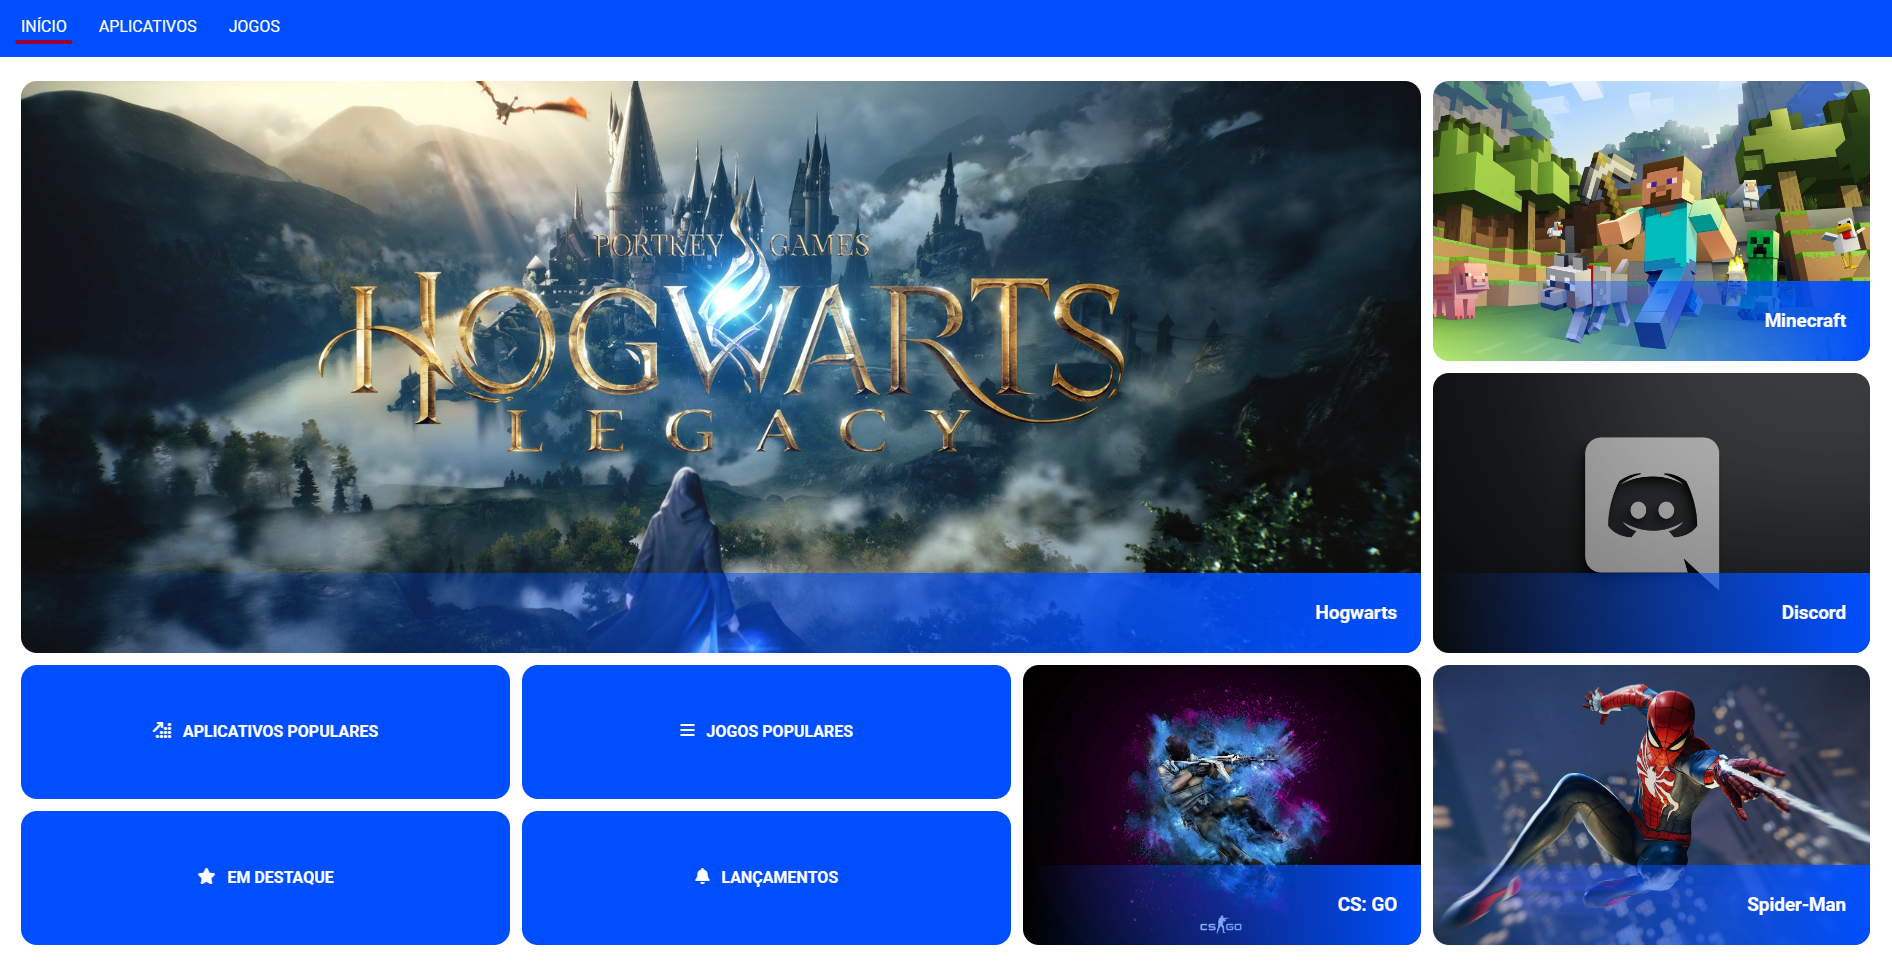 INÍCIO
APLICATIVOS
JOGOS
PORTKEY GAMES
HOGWARTS
LEGACY
Hogwarts
Minecraft
Discord
APLICATIVOS POPULARES
JOGOS POPULARES
EM DESTAQUE
LANÇAMENTOS
CS GO
CS: GO
Spider-Man